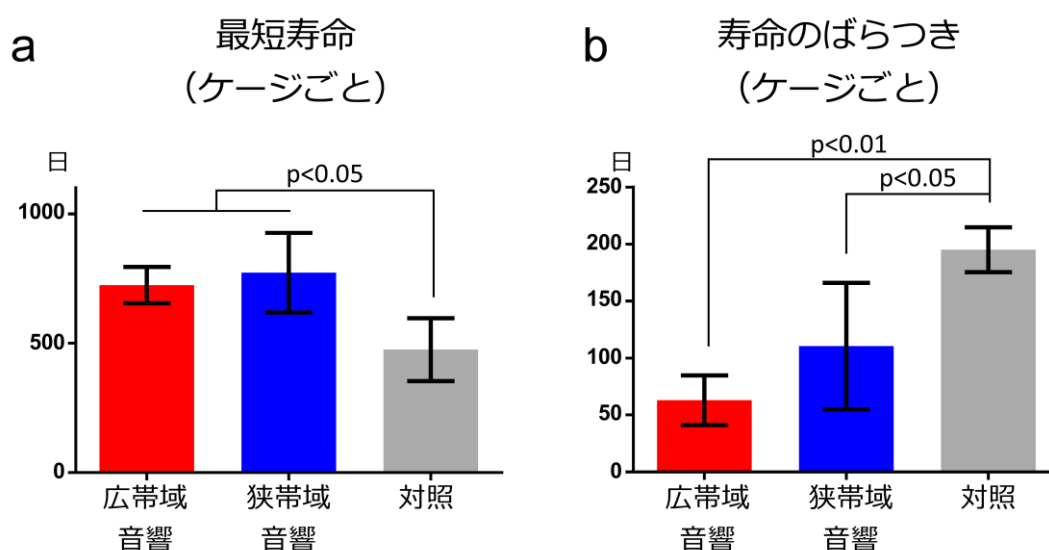 a
最短寿命
（ケージごと）
日
p<0.05
1000
500
0
広帯域
音響
狭帯域
音響
対照
b
寿命のばらつき
（ケージごと）
日
p<0.01
p<0.05
250
200
150
100
50
0
広帯域
音響
狭帯域
音響
対照